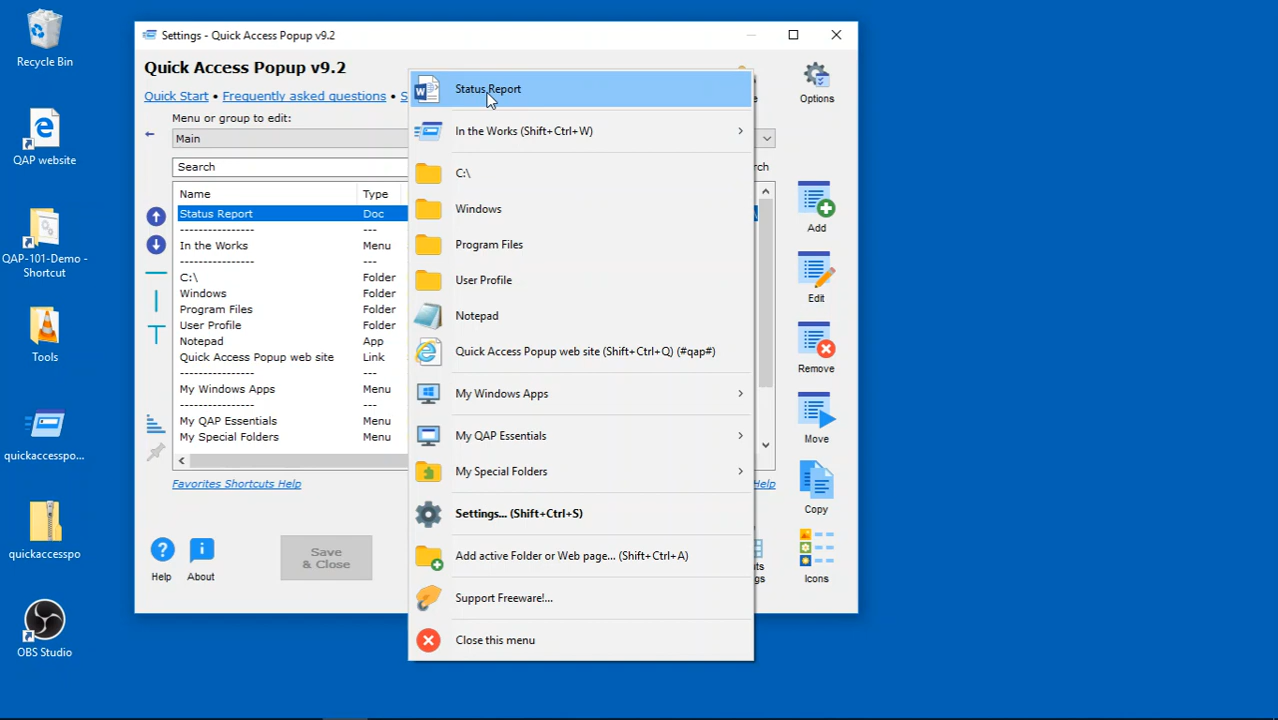 Recycle Bin
QAP website
QAP-101-Demo -
Shortcut
Tools
quickaccesspo...
quickaccesspo
OBS Studio
Settings - Quick Access Popup v9.2
Quick Access Popup v9.2
Quick Start • Frequently asked questions • S
Options
Menu or group to edit:
Main
Search
rch
Name Type
Status Report Doc
---------------- ---
In the Works Menu
---------------- ---
C:\ Folder
Windows Folder
Program Files Folder
User Profile Folder
Notepad App
Quick Access Popup web site Link
---------------- ---
My Windows Apps Menu
---------------- ---
My QAP Essentials Menu
My Special Folders Menu
Favorites Shortcuts Help
Help
Help
About
Save
& Close
Add
Edit
Remove
Move
Copy
Icons
Status Report
In the Works (Shift+Ctrl+W)
C:\
Windows
Program Files
User Profile
Notepad
Quick Access Popup web site (Shift+Ctrl+Q) (#qap#)
My Windows Apps
My QAP Essentials
My Special Folders
Settings... (Shift+Ctrl+S)
Add active Folder or Web page... (Shift+Ctrl+A)
Support Freeware!...
Close this menu